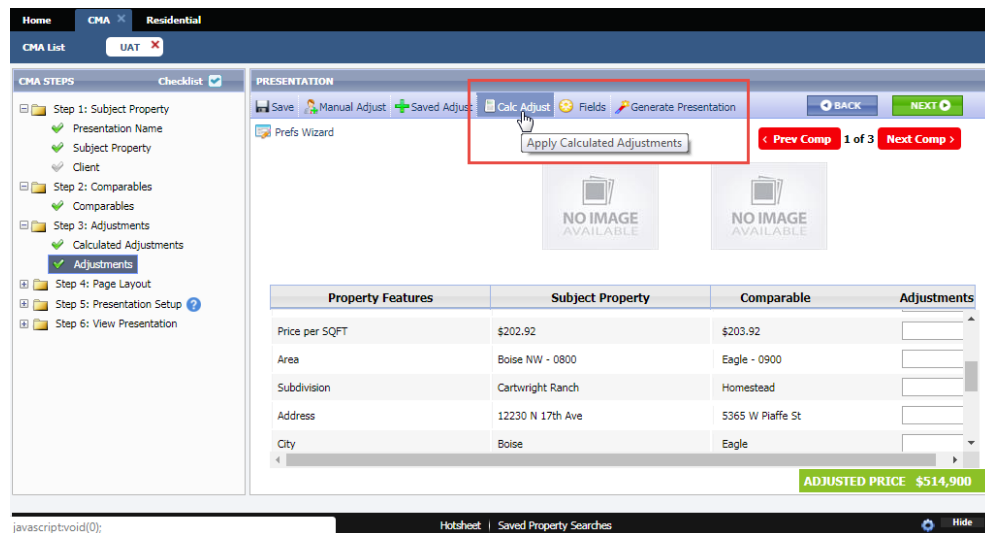 Home CMA × Residential
CMA List UAT ×
CMA STEPS Checklist
Step 1: Subject Property
Presentation Name
Subject Property
Client
Step 2: Comparables
Comparables
Step 3: Adjustments
Calculated Adjustments
Adjustments
Step 4: Page Layout
Step 5: Presentation Setup ?
Step 6: View Presentation
PRESENTATION
Save Manual Adjust Saved Adjust Calc Adjust Fields Generate Presentation BACK NEXT
Prefs Wizard
Apply Calculated Adjustments
< Prev Comp 1 of 3 Next Comp >
NO IMAGE AVAILABLE
NO IMAGE AVAILABLE
Property Features Subject Property Comparable Adjustments
Price per SQFT $202.92 $203.92
Area Boise NW - 0800 Eagle - 0900
Subdivision Cartwright Ranch Homestead
Address 12230 N 17th Ave 5365 W Piaffe St
City Boise Eagle
ADJUSTED PRICE $514,900
javascript:void(0);
Hotsheet | Saved Property Searches Hide